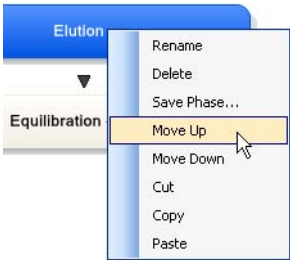 Elution
Equilibration
Rename
Delete
Save Phase...
Move Up
Move Down
Cut
Copy
Paste